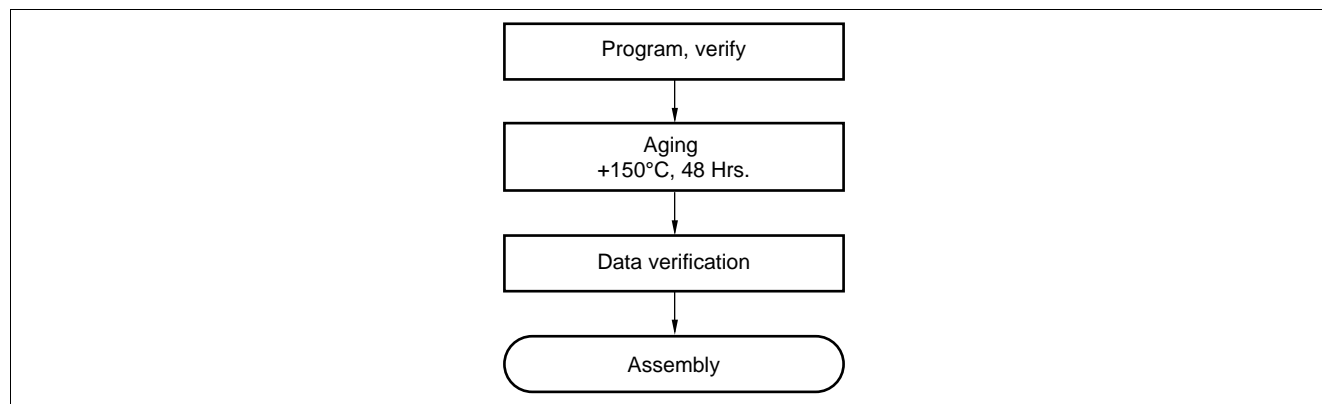 Program, verify
Aging
+150°C, 48 Hrs.
Data verification
Assembly